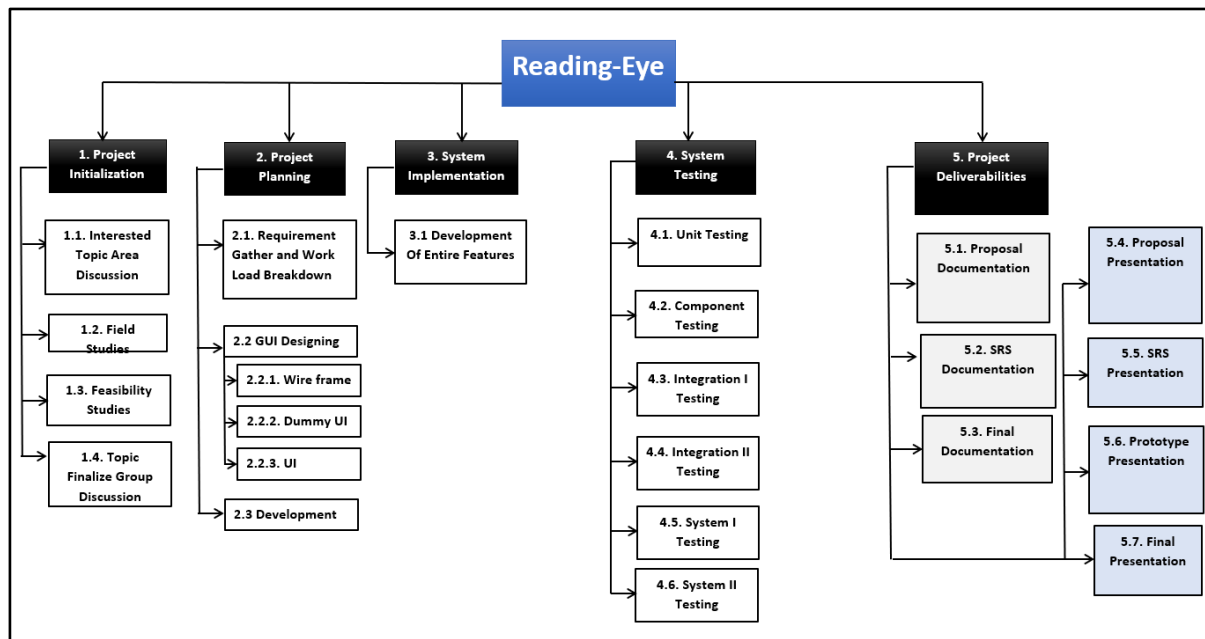 Reading-Eye
1. Project
Initialization
1.1. Interested
Topic Area
Discussion
1.2. Field
Studies
1.3. Feasibility
Studies
1.4. Topic
Finalize Group
Discussion
2. Project
Planning
2.1. Requirement
Gather and Work
Load Breakdown
2.2 GUI Designing
2.2.1. Wire frame
2.2.2. Dummy UI
2.2.3. UI
2.3 Development
3. System
Implementation
3.1 Development
Of Entire Features
4. System
Testing
4.1. Unit Testing
4.2. Component
Testing
4.3. Integration I
Testing
4.4. Integration II
Testing
4.5. System I
Testing
4.6. System II
Testing
5. Project
Deliverabilities
5.1. Proposal
Documentation
5.2. SRS
Documentation
5.3. Final
Documentation
5.4. Proposal
Presentation
5.5. SRS
Presentation
5.6. Prototype
Presentation
5.7. Final
Presentation